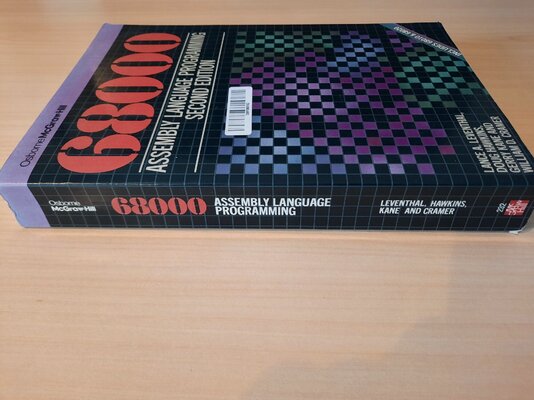 Osborne McGraw-Hill
68000
ASSEMBLY LANGUAGE PROGRAMMING
SECOND EDITION
LANCE A. LEVENTHAL
DOUG HAWKINS,
GERRY KANE
WILLIAM D. CRAMER
Osborne
McGraw-Hill
68000
ASSEMBLY LANGUAGE
PROGRAMMING
LEVENTHAL, HAWKINS,
KANE AND CRAMER